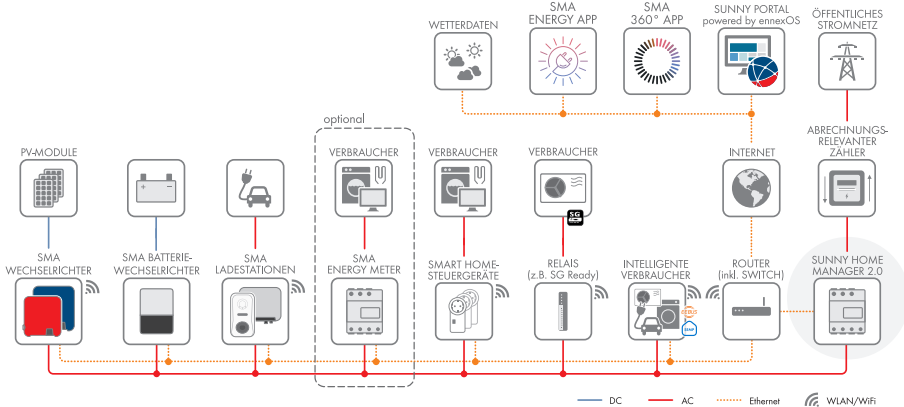 WETTERDATEN
SMA
ENERGY APP
SMA
360° APP
SUNNY PORTAL
powered by ennexOS
ÖFFENTLICHES
STROMNETZ
optional
PV-MODULE
VERBRAUCHER
VERBRAUCHER
VERBRAUCHER
SG
INTERNET
ABRECHNUNGS-
RELEVANTER
ZÄHLER
SMA
WECHSELRICHTER
SMA BATTERIE-
WECHSELRICHTER
SMA
LADESTATIONEN
SMA
ENERGY METER
SMART HOME-
STEUERGERÄTE
RELAIS
(z.B. SG Ready)
INTELLIGENTE
VERBRAUCHER
EEBUS
SEMP
ROUTER
(inkl. SWITCH)
SUNNY HOME
MANAGER 2.0
DC
AC
Ethernet
WLAN/WiFi